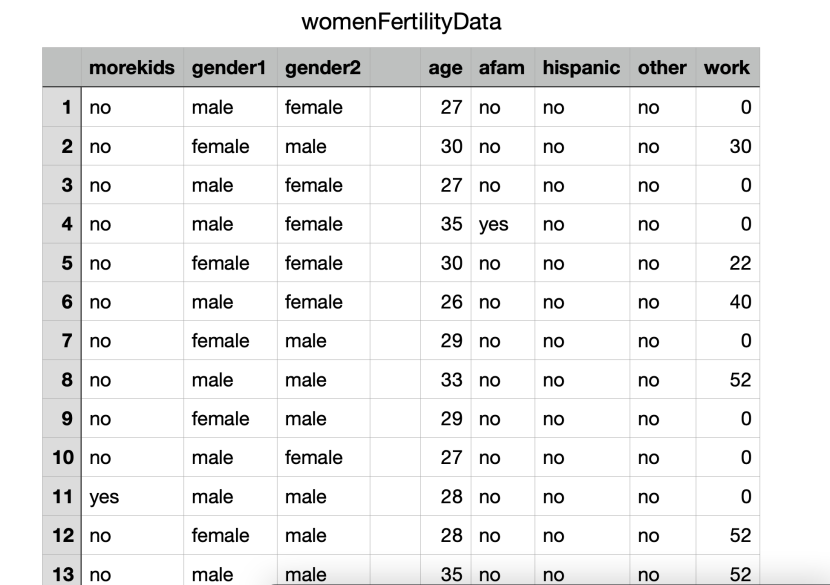 womenFertilityData
morekids gender1 gender2 age afam hispanic other work
1 no male female 27 no no no 0
2 no female male 30 no no no 30
3 no male female 27 no no no 0
4 no male female 35 yes no no 0
5 no female female 30 no no no 22
6 no male female 26 no no no 40
7 no female male 29 no no no 0
8 no male male 33 no no no 52
9 no female male 29 no no no 0
10 no male female 27 no no no 0
11 yes male male 28 no no no 0
12 no female male 28 no no no 52
13 no male male 35 no no no 52